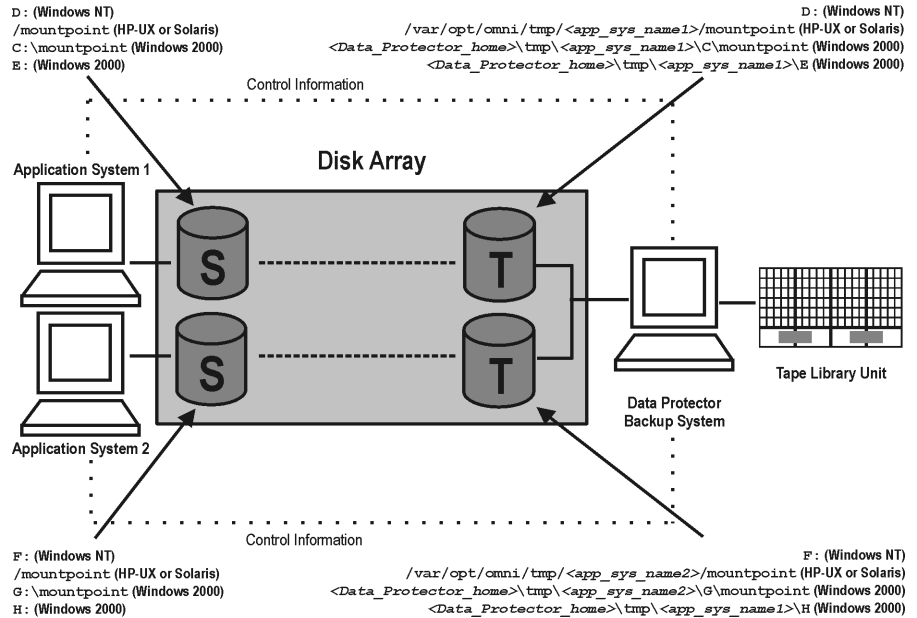 D: (Windows NT)
/mountpoint (HP-UX or Solaris)
C:\mountpoint (Windows 2000)
E: (Windows 2000)
D: (Windows NT)
/var/opt/omni/tmp/<app_sys_name1>/mountpoint (HP-UX or Solaris)
<Data_Protector_home>\tmp\<app_sys_name1>\C\mountpoint (Windows 2000)
<Data_Protector_home>\tmp\<app_sys_name1>\E (Windows 2000)
Control Information
Disk Array
Application System 1
S
T
S
T
Application System 2
Data Protector
Backup System
Tape Library Unit
Control Information
F: (Windows NT)
/mountpoint (HP-UX or Solaris)
G:\mountpoint (Windows 2000)
H: (Windows 2000)
F: (Windows NT)
/var/opt/omni/tmp/<app_sys_name2>/mountpoint (HP-UX or Solaris)
<Data_Protector_home>\tmp\<app_sys_name2>\G\mountpoint (Windows 2000)
<Data_Protector_home>\tmp\<app_sys_name1>\H (Windows 2000)